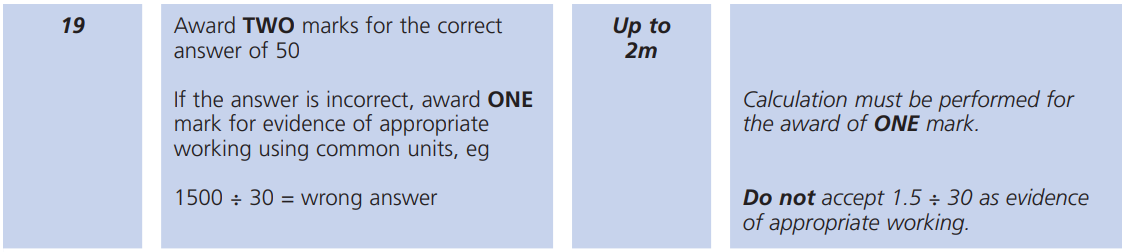 19
Award TWO marks for the correct
answer of 50
If the answer is incorrect, award ONE
mark for evidence of appropriate
working using common units, eg
1500 ÷ 30 = wrong answer
Up to
2m
Calculation must be performed for
the award of ONE mark.
Do not accept 1.5 ÷ 30 as evidence
of appropriate working.